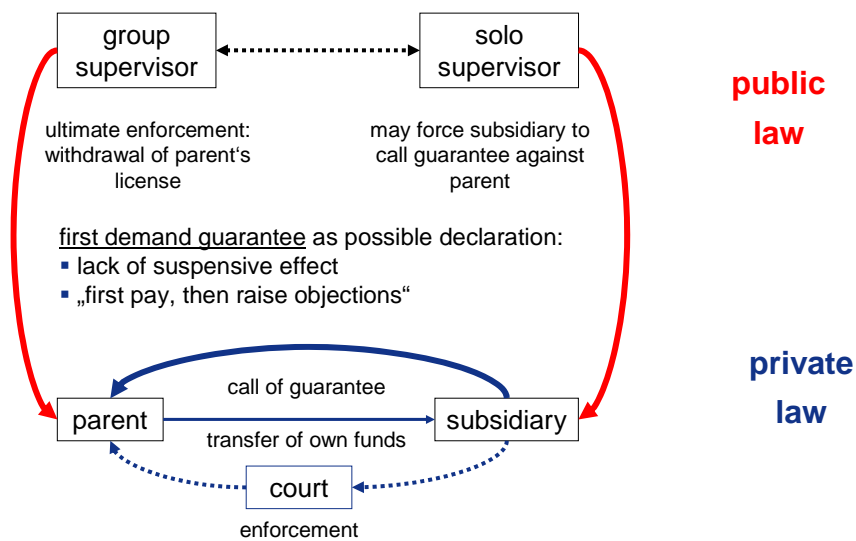 group
supervisor
solo
supervisor
public
law
ultimate enforcement:
withdrawal of parent‘s
license
may force subsidiary to
call guarantee against
parent
first demand guarantee as possible declaration:
▪ lack of suspensive effect
▪ „first pay, then raise objections“
private
law
call of guarantee
parent
subsidiary
transfer of own funds
court
enforcement